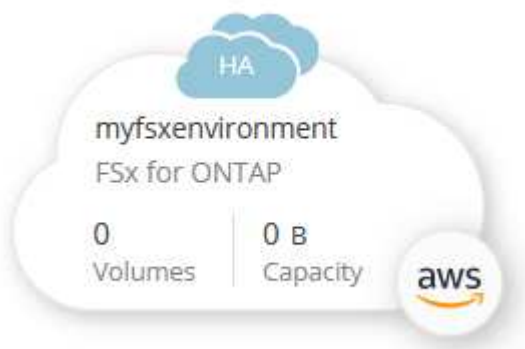 HA
myfsxenvironment
FSx for ONTAP
0
0 B
Volumes
Capacity
aws